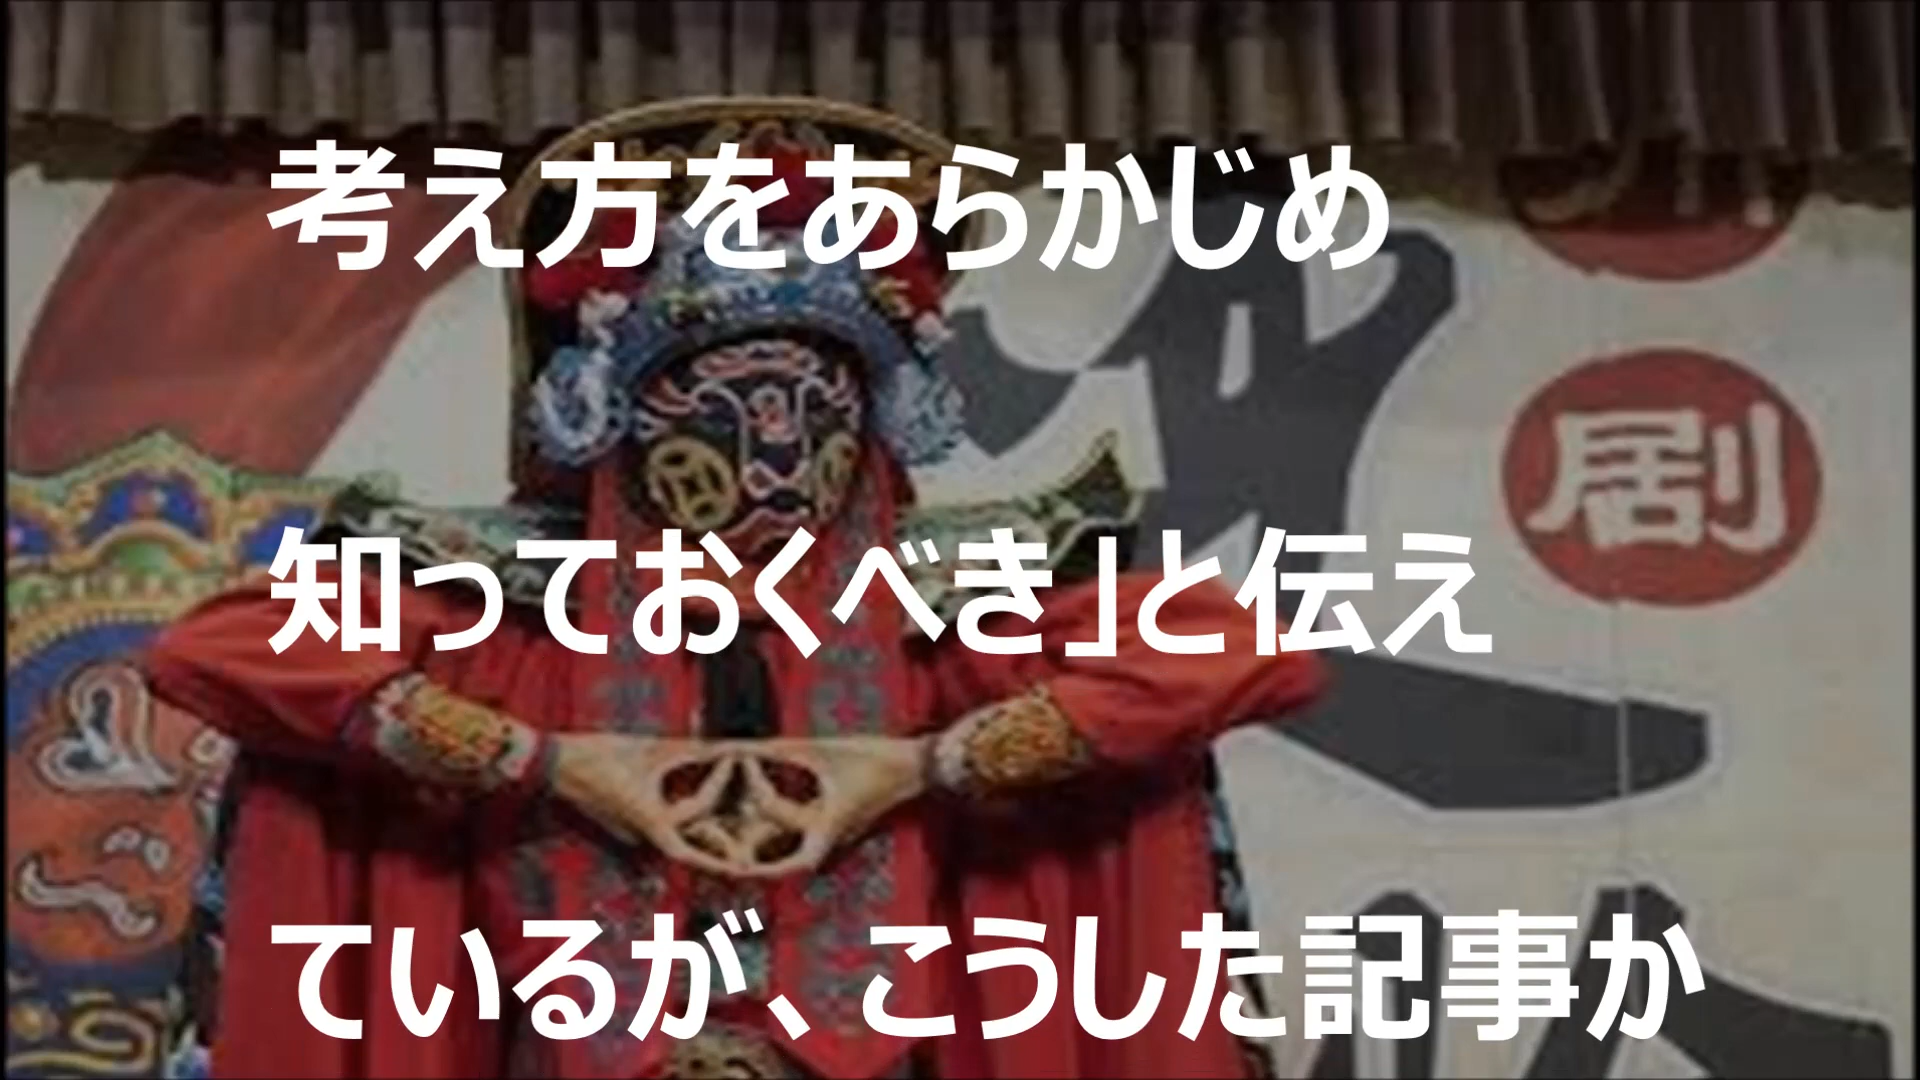 考え方をあらかじめ
知っておくべき」と伝え
ているが、こうした記事か
剧